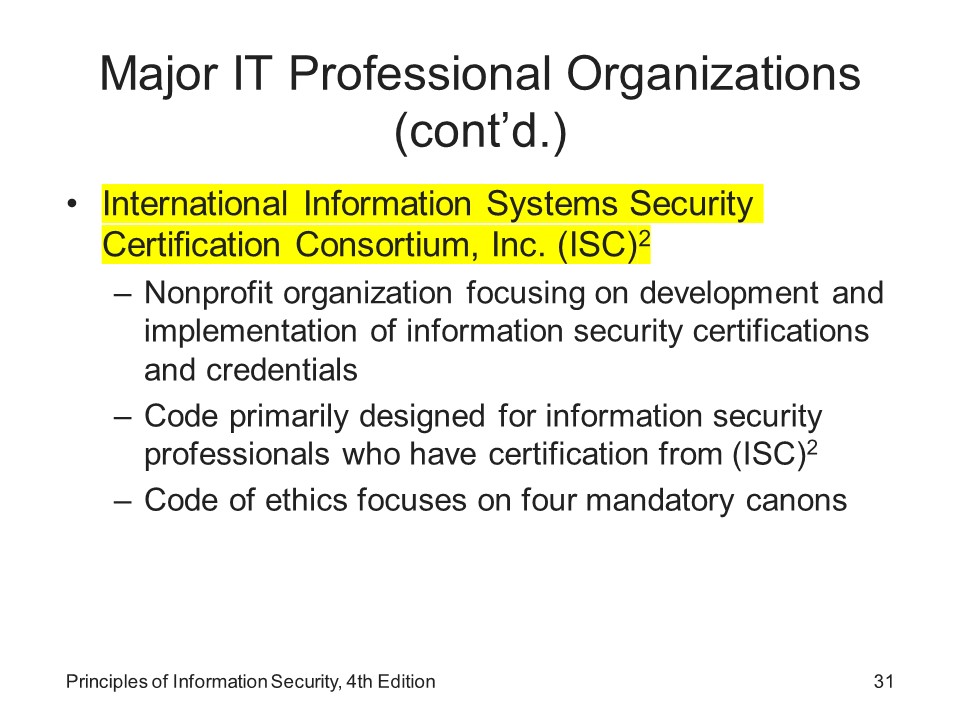 Major IT Professional Organizations
(cont’d.)
• International Information Systems Security
Certification Consortium, Inc. (ISC)²
– Nonprofit organization focusing on development and
implementation of information security certifications
and credentials
– Code primarily designed for information security
professionals who have certification from (ISC)²
– Code of ethics focuses on four mandatory canons
Principles of Information Security, 4th Edition 31